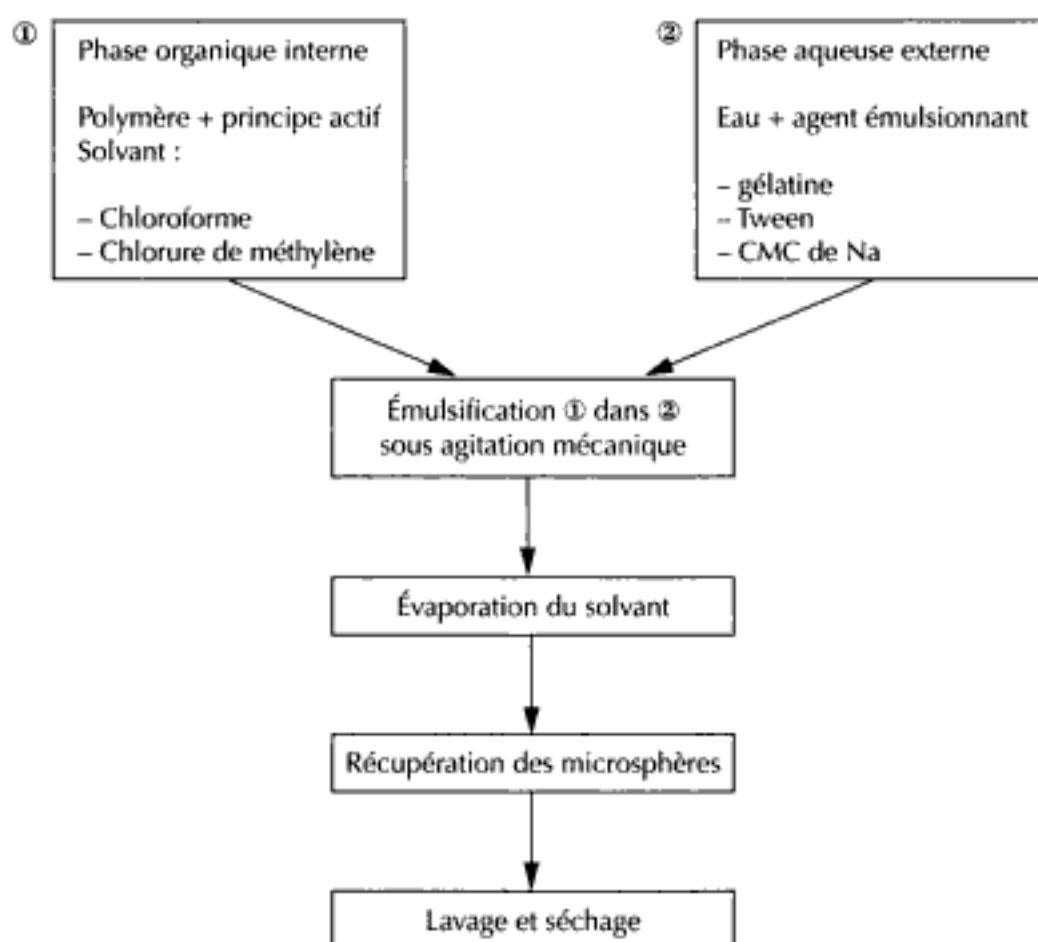 ①
Phase organique interne
Polymère + principe actif
Solvant :
– Chloroforme
– Chlorure de méthylène
②
Phase aqueuse externe
Eau + agent émulsionnant
– gélatine
– Tween
– CMC de Na
Émulsification ① dans ②
sous agitation mécanique
Évaporation du solvant
Récupération des microsphères
Lavage et séchage